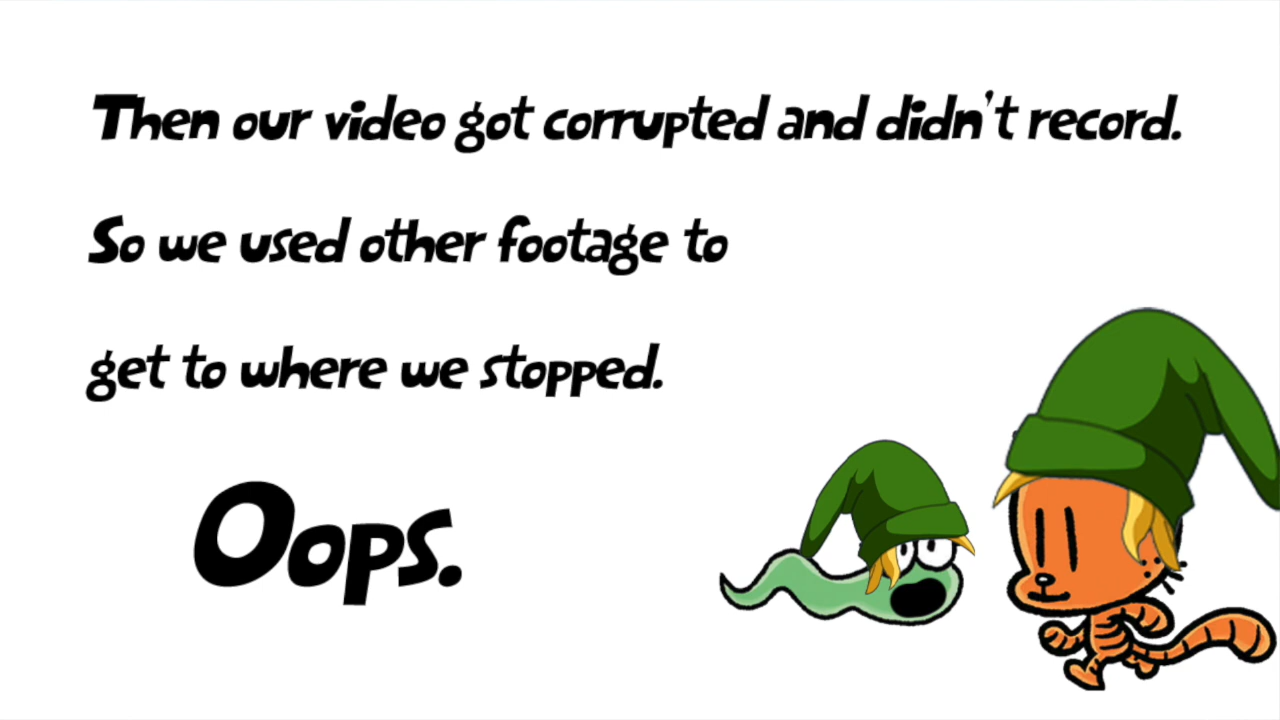 Then our video got corrupted and didn't record.
So we used other footage to
get to where we stopped.
Oops.